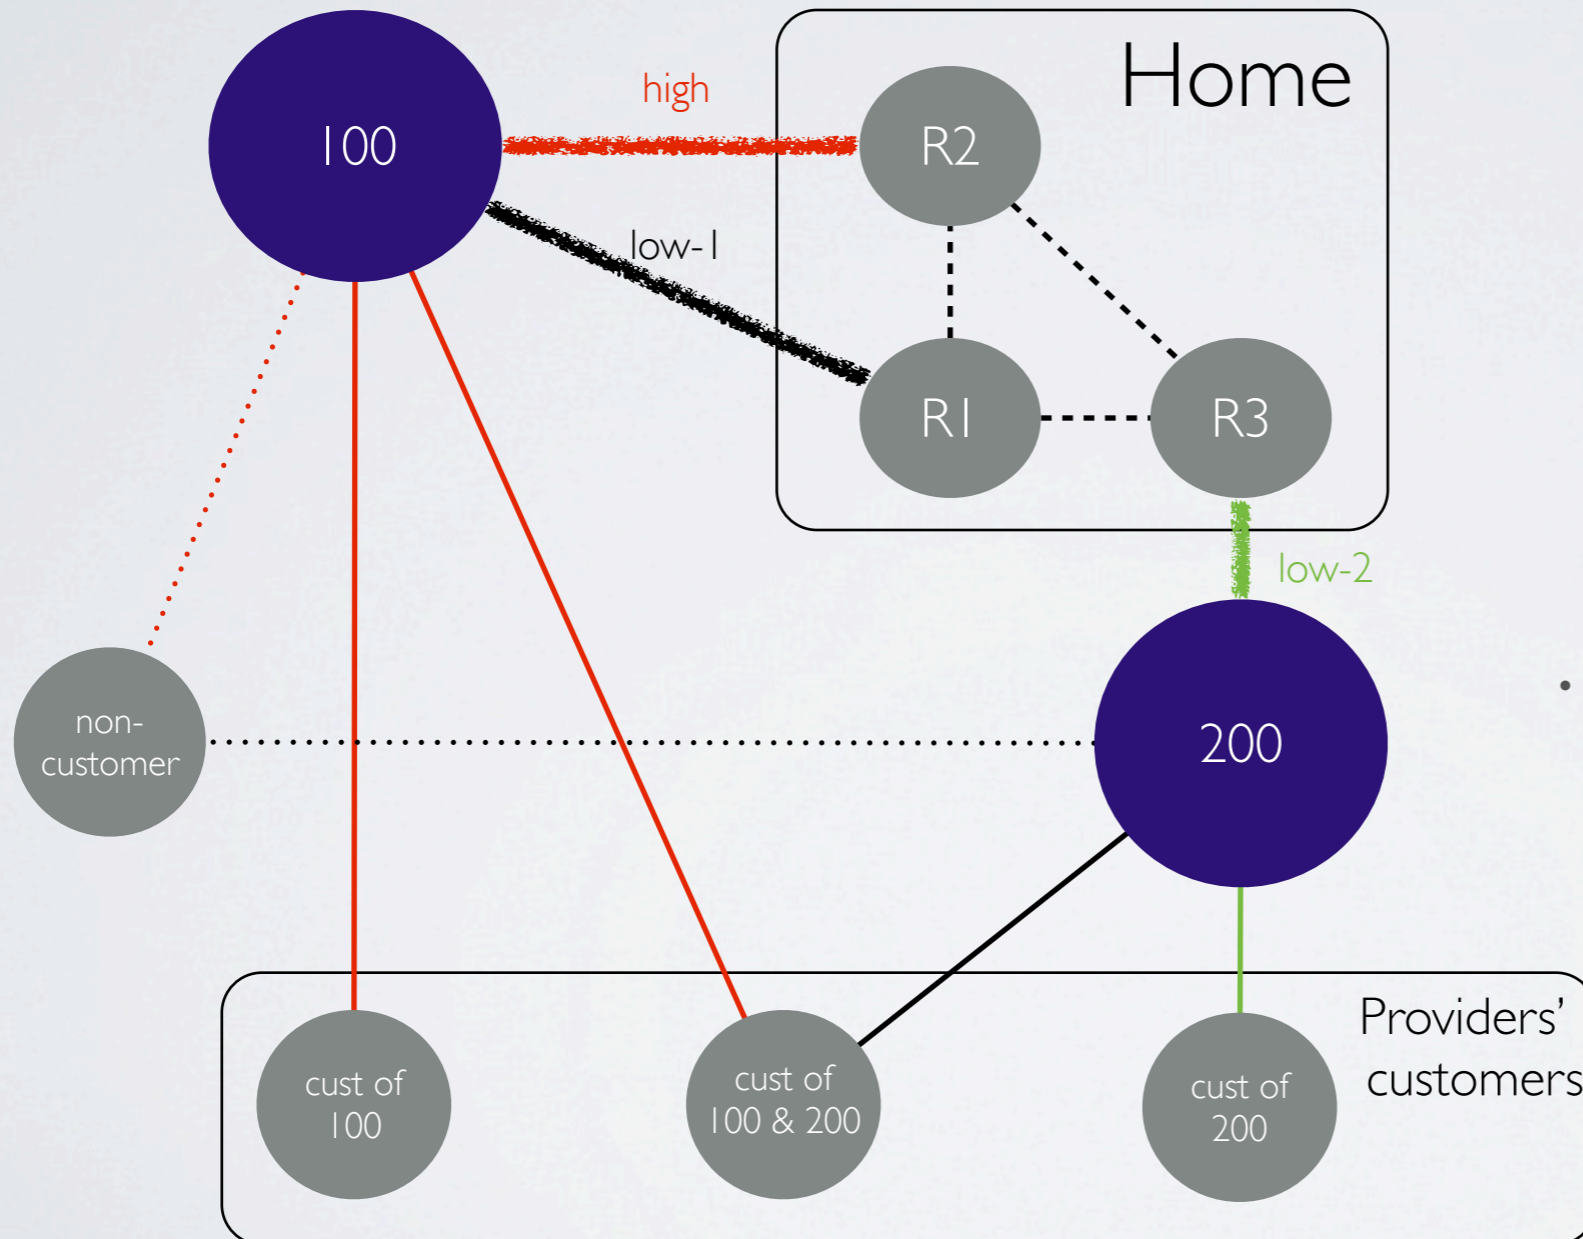 Home
high
100
R2
low-1
R1
R3
low-2
non-
customer
200
Providers’
customers
cust of
100
cust of
100 & 200
cust of
200